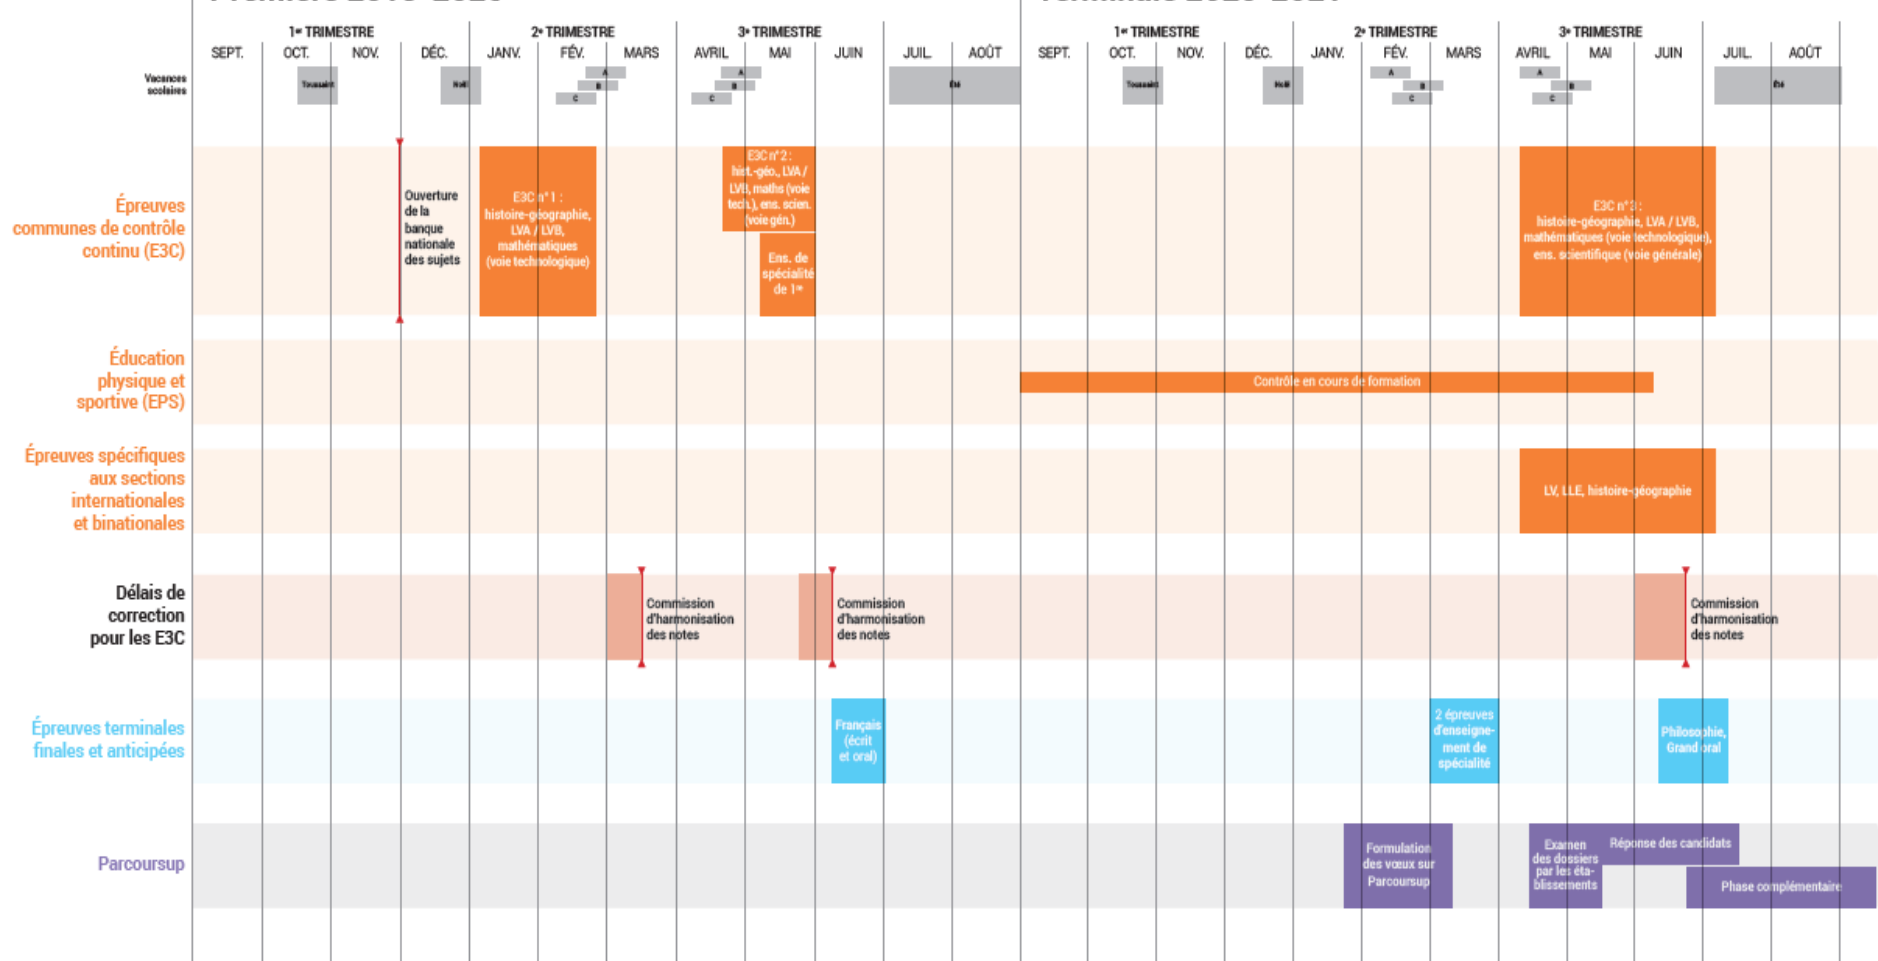 1er TRIMESTRE 2e TRIMESTRE 3e TRIMESTRE 1er TRIMESTRE 2e TRIMESTRE 3e TRIMESTRE
SEPT. OCT. NOV. DÉC. JANV. FÉV. MARS AVRIL MAI JUIN JUIL. AOÛT SEPT. OCT. NOV. DÉC. JANV. FÉV. MARS AVRIL MAI JUIN JUIL. AOÛT
Vacances
scolaires
Toussaint Noël A B C A B C Été Toussaint Noël A B C A B C Été
Épreuves
communes de contrôle
continu (E3C)
Ouverture
de la
banque
nationale
des sujets
E3C n°1 :
histoire-géographie,
LVA / LVB,
mathématiques
(voie technologique)
E3C n°2 :
hist.-géo., LVA /
LVB, maths (voie
tech.), ens. scien.
(voie gén.)
Ens. de
spécialité
de 1re
E3C n°3 :
histoire-géographie, LVA / LVB,
mathématiques (voie technologique),
ens. scientifique (voie générale)
Éducation
physique et
sportive (EPS)
Contrôle en cours de formation
Épreuves spécifiques
aux sections
internationales
et binationales
LV, LLE, histoire-géographie
Délais de
correction
pour les E3C
Commission
d'harmonisation
des notes
Commission
d'harmonisation
des notes
Commission
d'harmonisation
des notes
Épreuves terminales
finales et anticipées
Français
(écrit
et oral)
2 épreuves
d'enseigne-
ment de
spécialité
Philosophie,
Grand oral
Parcoursup
Formulation
des vœux sur
Parcoursup
Examen
des dossiers
par les éta-
blissements
Réponse des candidats
Phase complémentaire